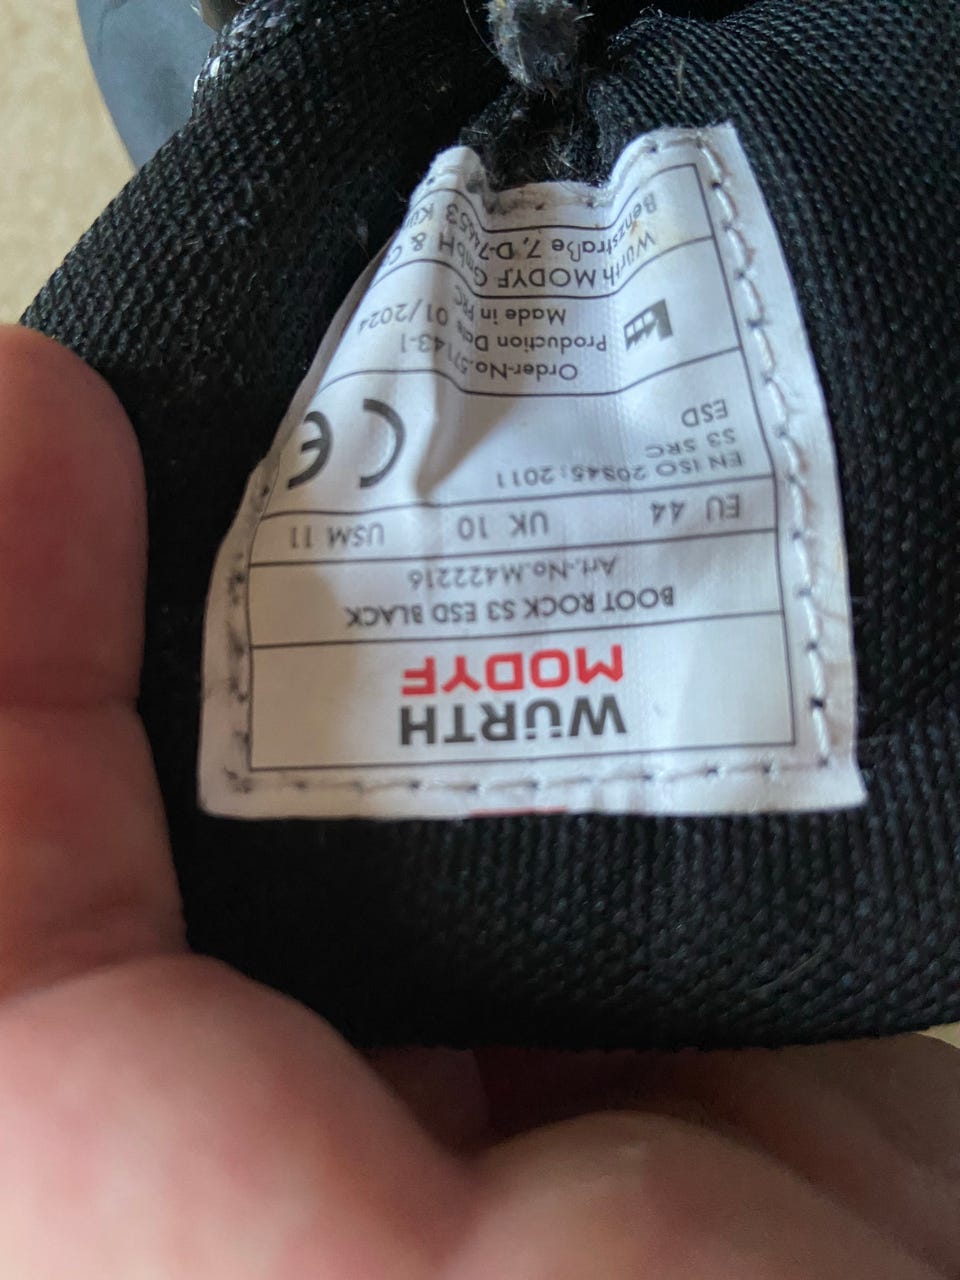 WÜRTH
MODYF
BOOT ROCK S3 ESD BLACK
Art.-No.M422216
EU 44 UK 10 USM 11
EN ISO 20345:2011
S3 SRC
ESD
CE
Order-No.57143-1
Production Date 01/2024
Made in PRC
Würth MODYF GmbH &
Benzstraße 7, D-74653